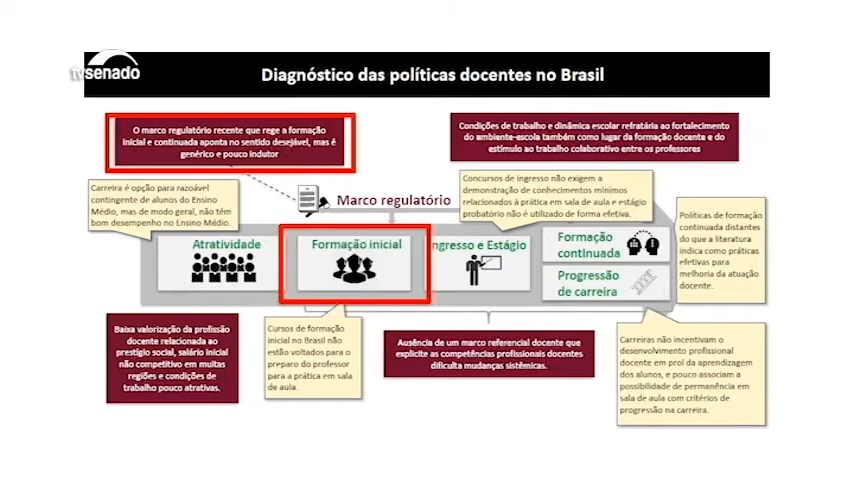 tvsenado
Diagnóstico das políticas docentes no Brasil
O marco regulatório recente que rege a formação
inicial e continuada aponta no sentido desejável, mas é
genérico e pouco indutor
Condições de trabalho e dinâmica escolar refratária ao fortalecimento
do ambiente-escola também como lugar da formação docente e do
estímulo ao trabalho colaborativo entre os professores
Carreira é opção para razoável
contingente de alunos do Ensino
Médio, mas de modo geral, não têm
bom desempenho no Ensino Médio.
Marco regulatório
Concursos de ingresso não exigem a
demonstração de conhecimentos mínimos
relacionados à prática em sala de aula e estágio
probatório não é utilizado de forma efetiva.
Políticas de formação
continuada distantes
do que a literatura
indica como práticas
efetivas para
melhoria da atuação
docente.
Atratividade
Formação inicial
ngresso e Estágio
Formação
continuada
Progressão
de carreira
Baixa valorização da profissão
docente relacionada ao
prestígio social, salário inicial
não competitivo em muitas
regiões e condições de
trabalho pouco atrativas.
Cursos de formação
inicial no Brasil não
estão voltados para o
preparo do professor
para a prática em sala
de aula.
Ausência de um marco referencial docente que
explicite as competências profissionais docentes
dificulta mudanças sistêmicas.
Carreiras não incentivam o
desenvolvimento profissional
docente em prol da aprendizagem
dos alunos, e pouco associam a
possibilidade de permanência em
sala de aula com critérios de
progressão na carreira.